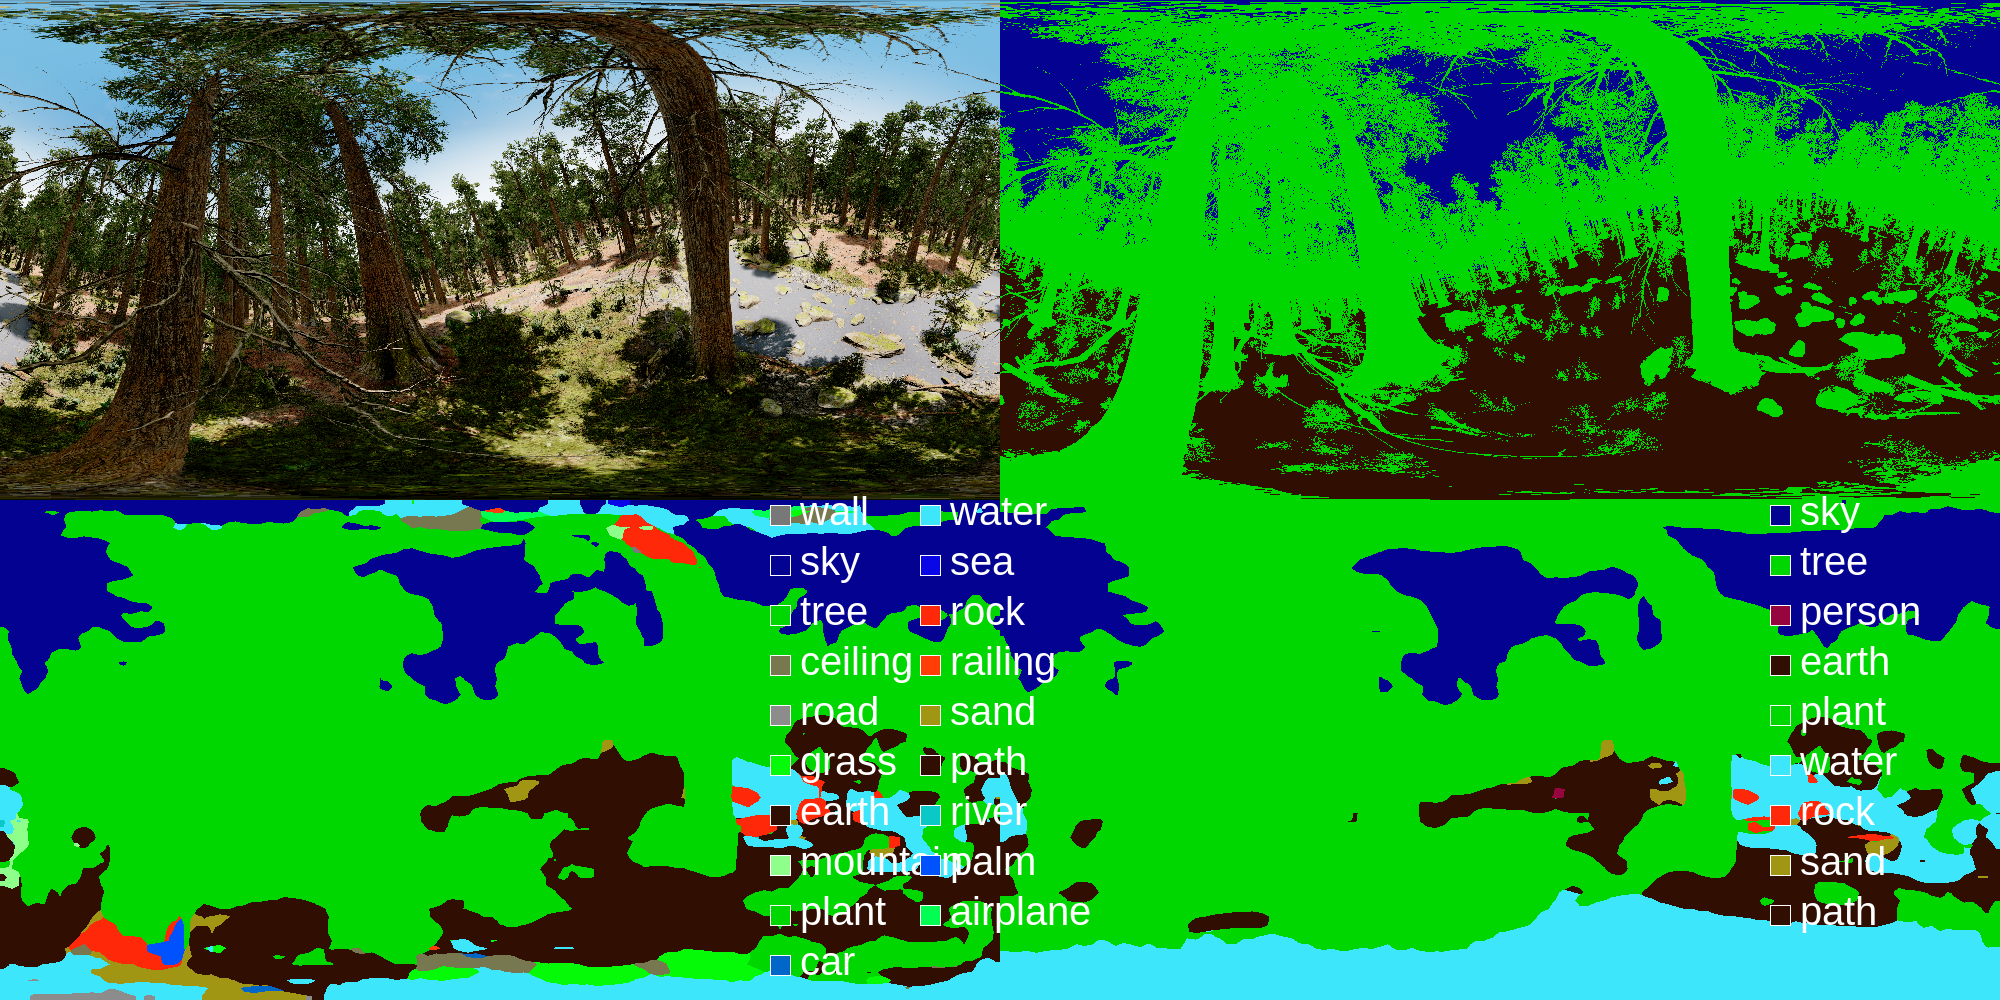 wall
sky
tree
ceiling
road
grass
earth
mountain
plant
car
water
sea
rock
railing
sand
path
river
palm
airplane
sky
tree
person
earth
plant
water
rock
sand
path